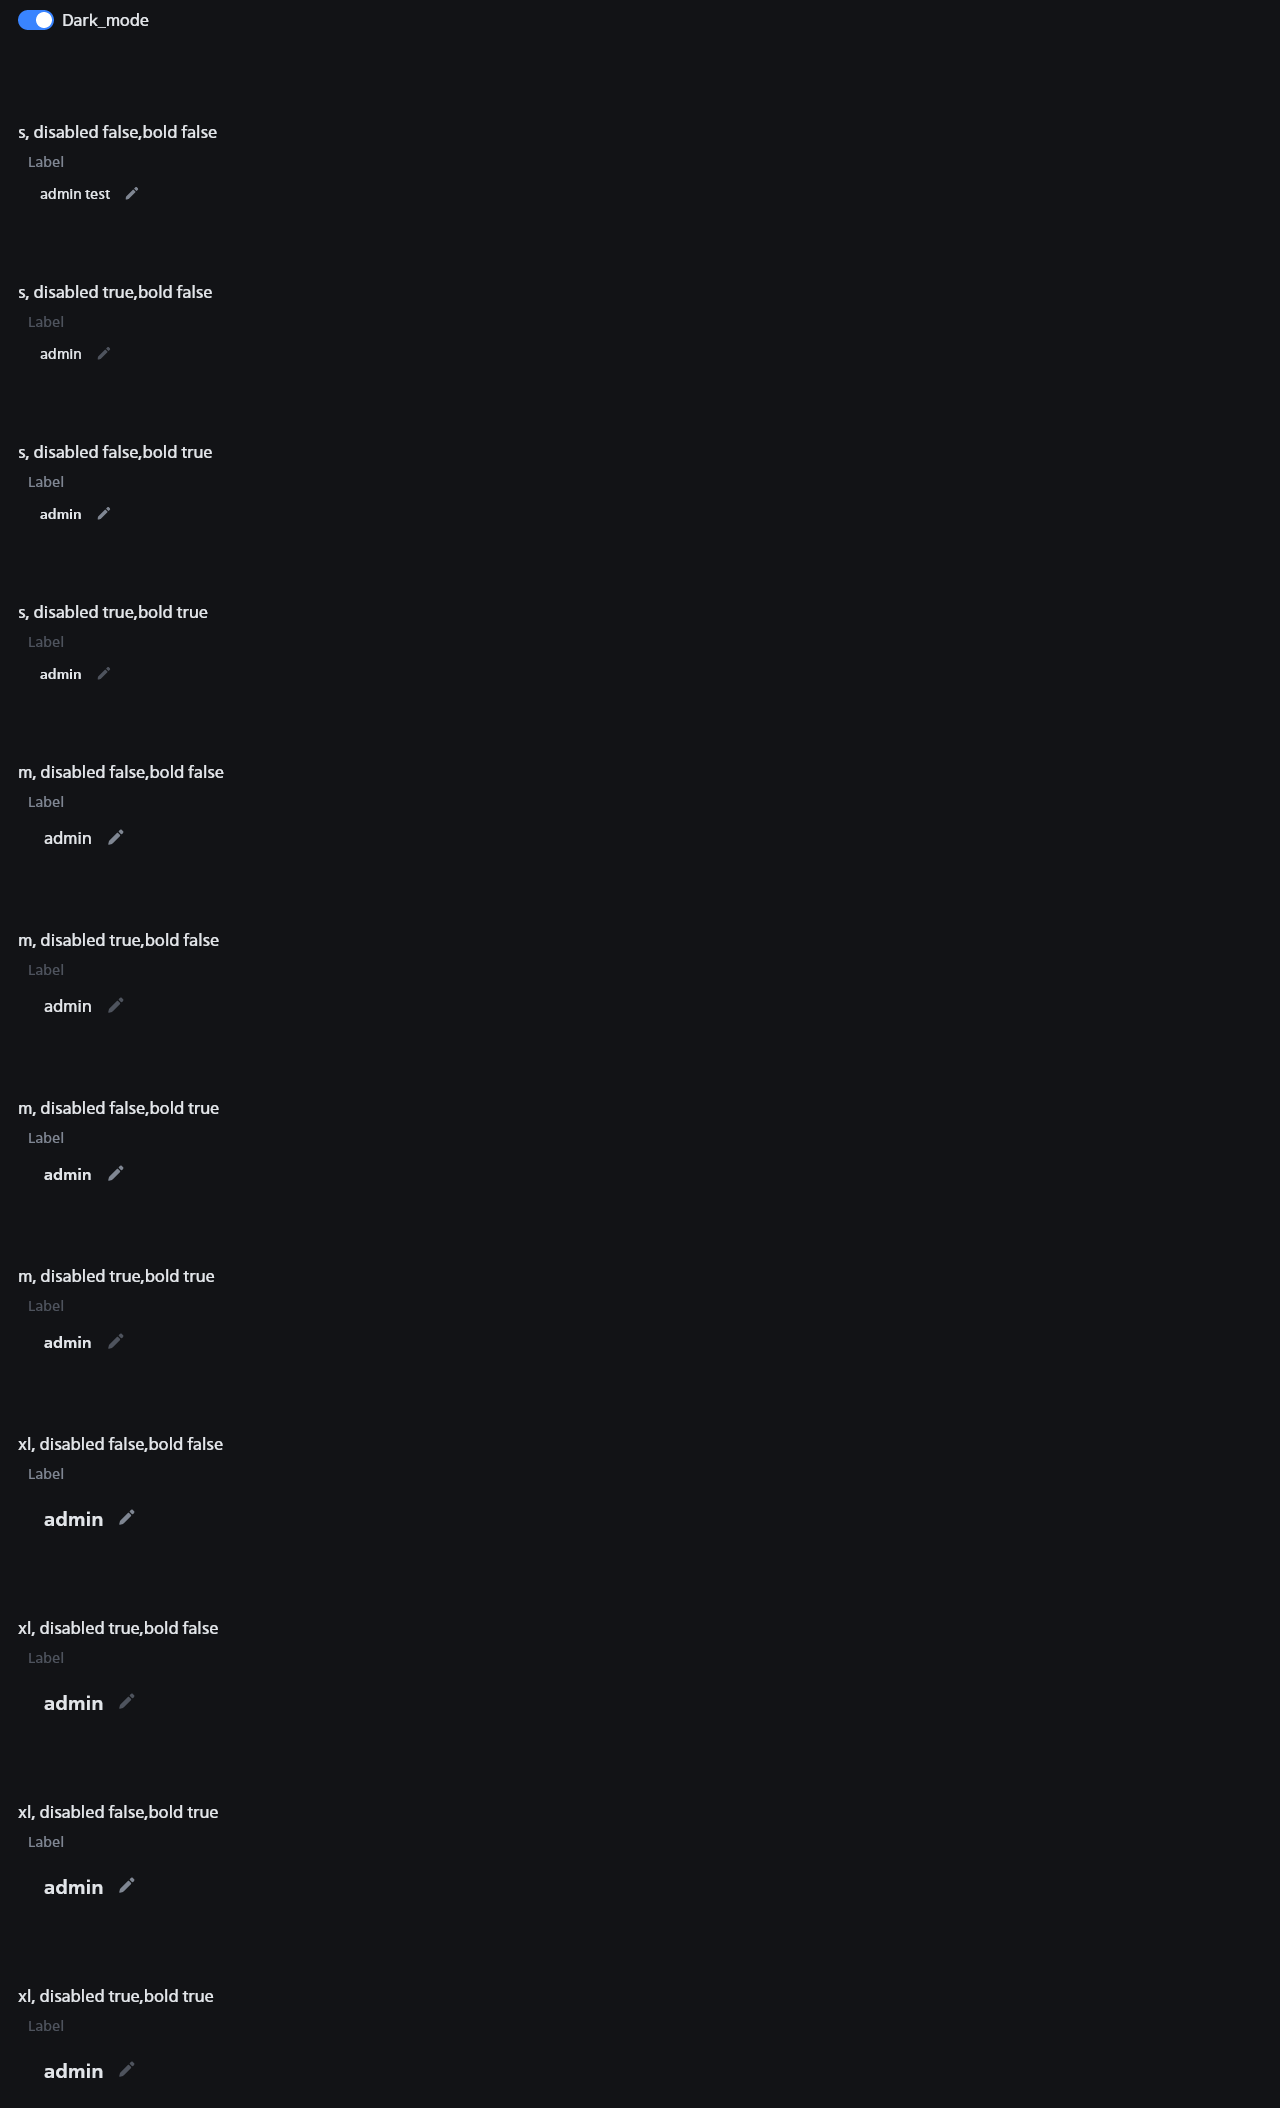 Dark_mode
s, disabled false,bold false
Label
admin test
s, disabled true,bold false
Label
admin
s, disabled false,bold true
Label
admin
s, disabled true,bold true
Label
admin
m, disabled false,bold false
Label
admin
m, disabled true,bold false
Label
admin
m, disabled false,bold true
Label
admin
m, disabled true,bold true
Label
admin
xl, disabled false,bold false
Label
admin
xl, disabled true,bold false
Label
admin
xl, disabled false,bold true
Label
admin
xl, disabled true,bold true
Label
admin